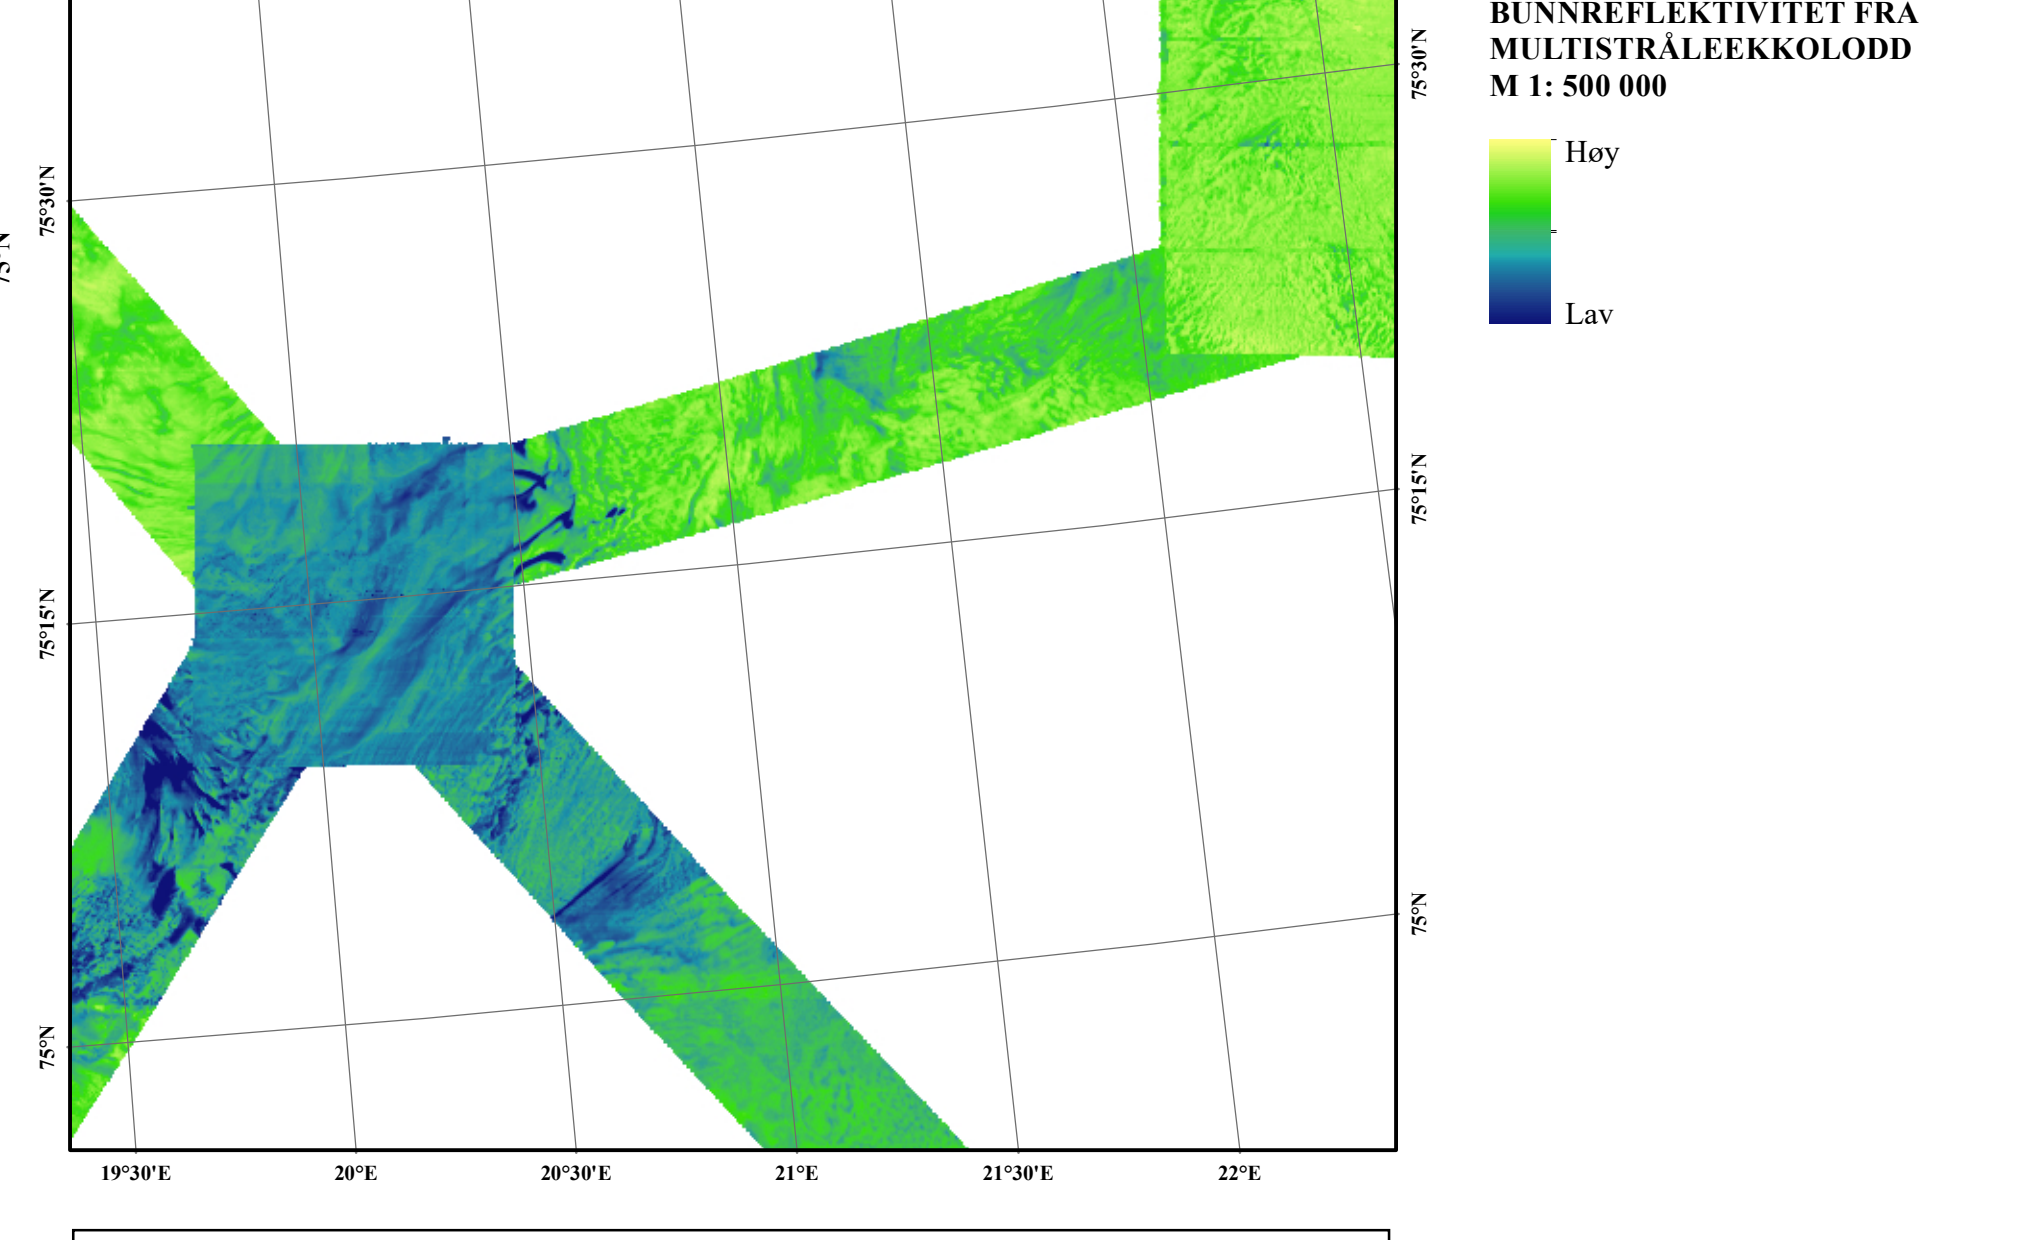 BUNNREFLEKTIVITET FRA
MULTISTRÅLEEKKOLODD
M 1: 500 000
Høy
Lav
75°30'N
75°30'N
75°N
75°15'N
75°15'N
75°N
75°N
19°30'E
20°E
20°30'E
21°E
21°30'E
22°E